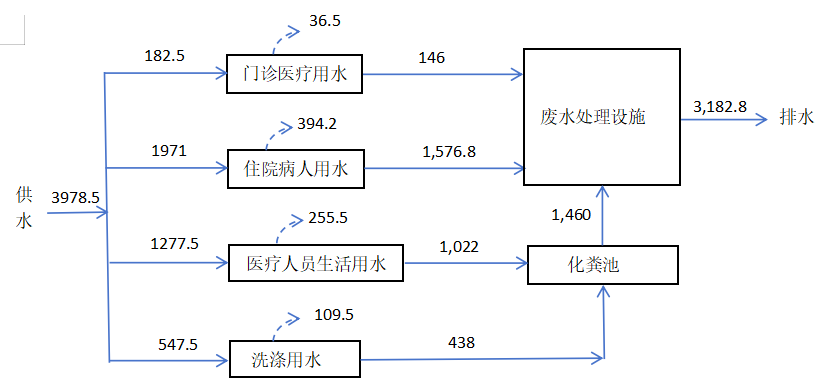 36.5
182.5
门诊医疗用水
146
废水处理设施
3,182.8
排水
394.2
1971
住院病人用水
1,576.8
供
水
3978.5
255.5
1277.5
医疗人员生活用水
1,022
1,460
化粪池
109.5
547.5
洗涤用水
438